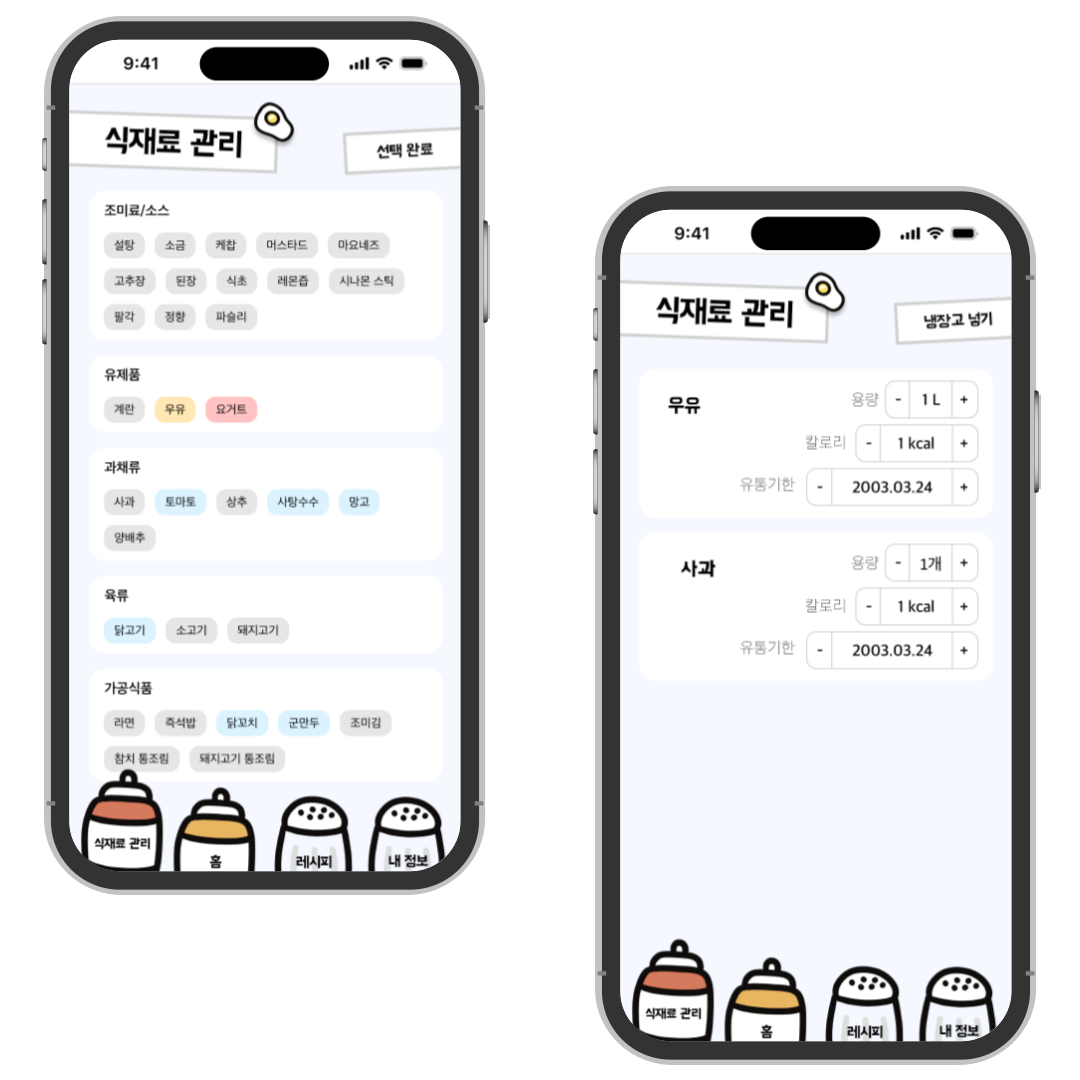 9:41
식재료 관리
선택 완료
조미료/소스
설탕 소금 케찹 머스타드 마요네즈
고추장 된장 식초 레몬즙 시나몬 스틱
팔각 정향 파슬리
유제품
계란 우유 요거트
과채류
사과 토마토 상추 사탕수수 망고
양배추
육류
닭고기 소고기 돼지고기
가공식품
라면 즉석밥 닭꼬치 군만두 조미김
참치 통조림 돼지고기 통조림
식재료 관리 홈 레시피 내 정보
9:41
식재료 관리
냉장고 넣기
우유 용량 - 1 L +
칼로리 - 1 kcal +
유통기한 - 2003.03.24 +
사과 용량 - 1개 +
칼로리 - 1 kcal +
유통기한 - 2003.03.24 +
식재료 관리 홈 레시피 내 정보